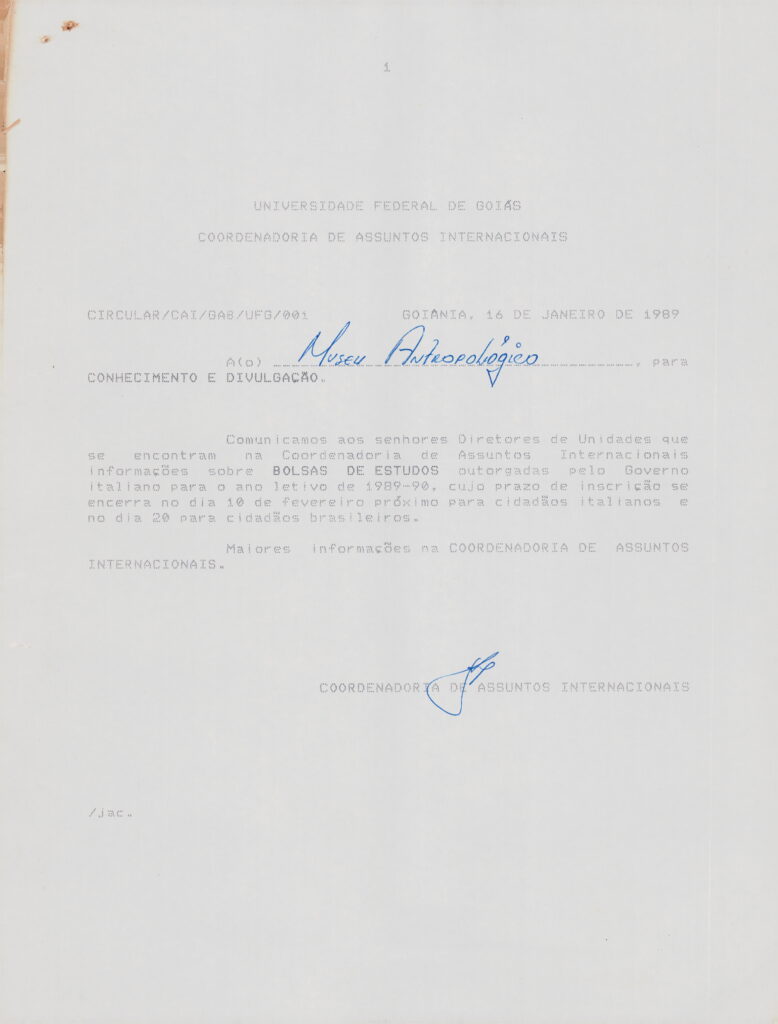 1
UNIVERSIDADE FEDERAL DE GOIÁS
COORDENADORIA DE ASSUNTOS INTERNACIONAIS
CIRCULAR/CAI/GAB/UFG/001 GOIÂNIA, 16 DE JANEIRO DE 1989
A(o) Museu Antropológico, para
CONHECIMENTO E DIVULGAÇÃO.
Comunicamos aos senhores Diretores de Unidades que
se encontram na Coordenadoria de Assuntos Internacionais
informações sobre BOLSAS DE ESTUDOS outorgadas pelo Governo
italiano para o ano letivo de 1989-90, cujo prazo de inscrição se
encerra no dia 10 de fevereiro próximo para cidadãos italianos e
no dia 20 para cidadãos brasileiros.
Maiores informações na COORDENADORIA DE ASSUNTOS
INTERNACIONAIS.
COORDENADORIA DE ASSUNTOS INTERNACIONAIS
/jac.